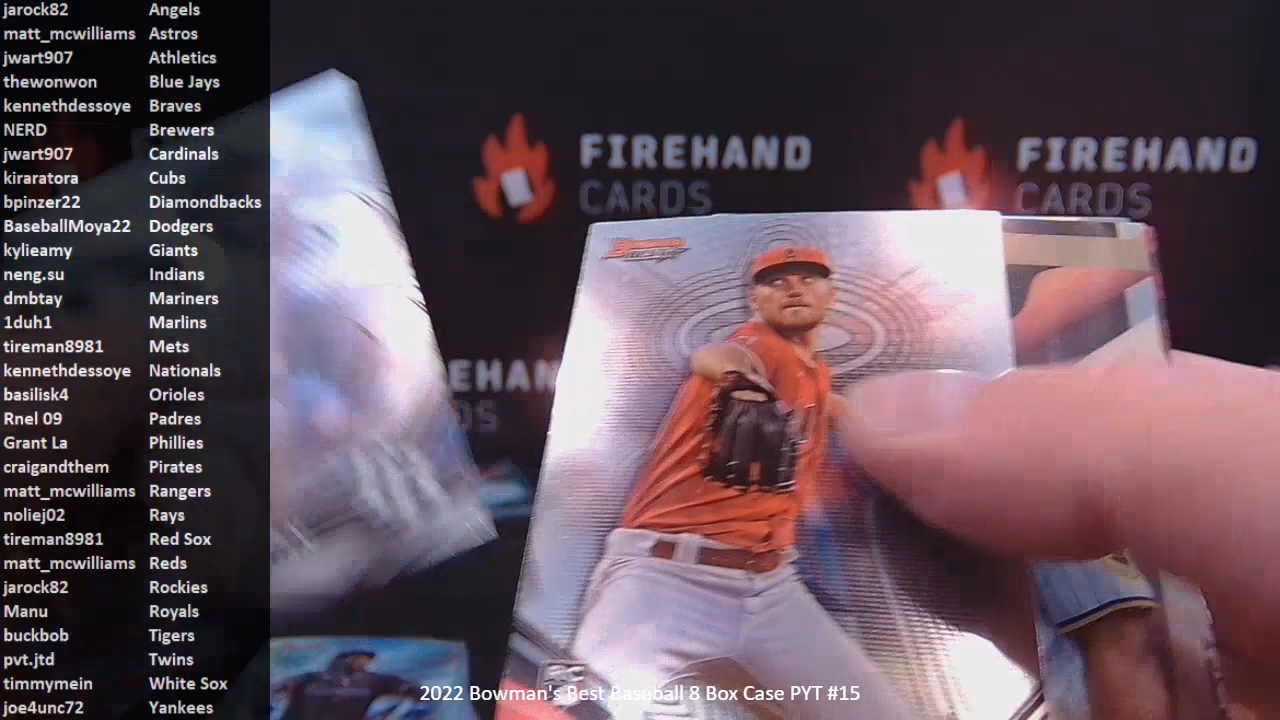 jarock82 Angels
matt_mcwilliams Astros
jwart907 Athletics
thewonwon Blue Jays
kennethdessoye Braves
NERD Brewers
jwart907 Cardinals
kiraratora Cubs
bpinzer22 Diamondbacks
BaseballMoya22 Dodgers
kylieamy Giants
neng.su Indians
dmbtay Mariners
1duh1 Marlins
tireman8981 Mets
kennethdessoye Nationals
basilisk4 Orioles
Rnel 09 Padres
Grant La Phillies
craigandthem Pirates
matt_mcwilliams Rangers
noliej02 Rays
tireman8981 Red Sox
matt_mcwilliams Reds
jarock82 Rockies
Manu Royals
buckbob Tigers
pvt.jtd Twins
timmymein White Sox
joe4unc72 Yankees
FIREHAND
CARDS
FIREHAND
CARDS
EHAN
DS
Bowman
RC
2022 Bowman's Best Baseball 8 Box Case PYT #15